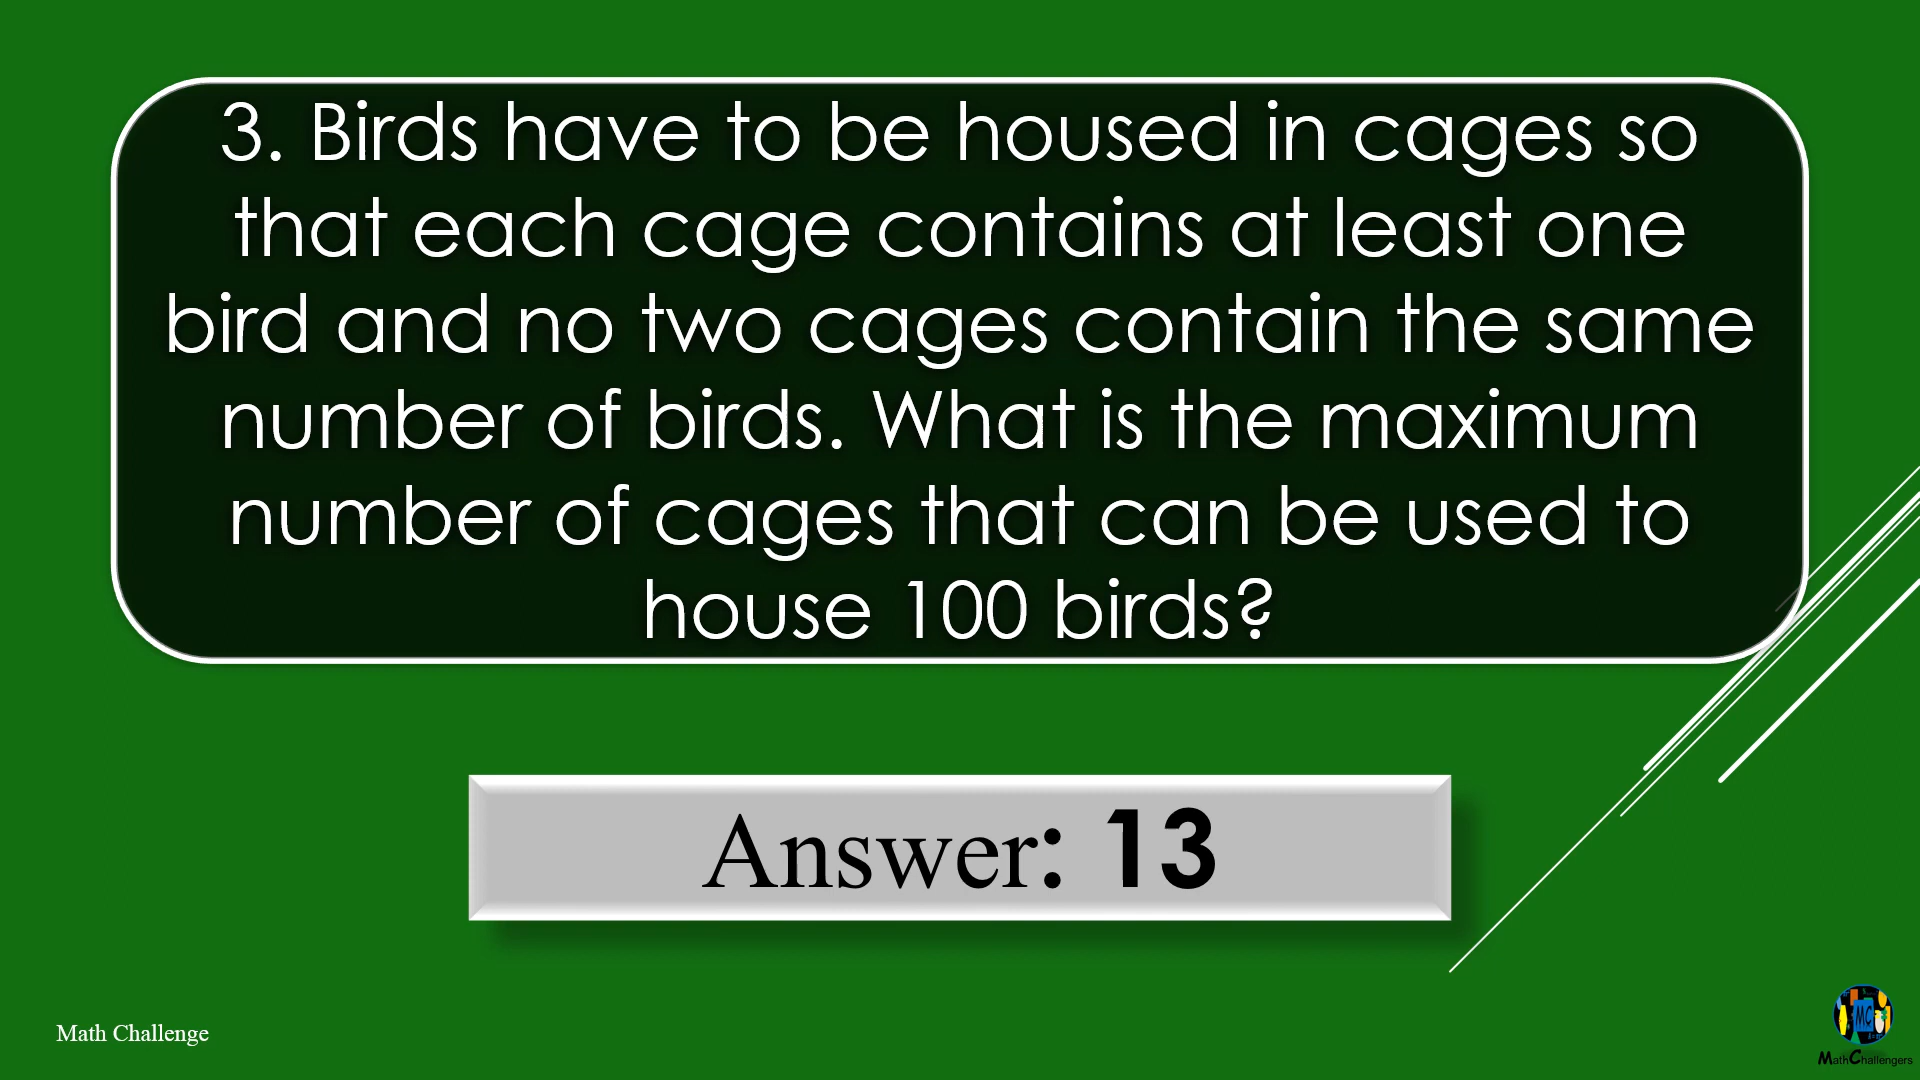 3. Birds have to be housed in cages so
that each cage contains at least one
bird and no two cages contain the same
number of birds. What is the maximum
number of cages that can be used to
house 100 birds?
Answer: 13
Math Challenge
MC
MathChallengers